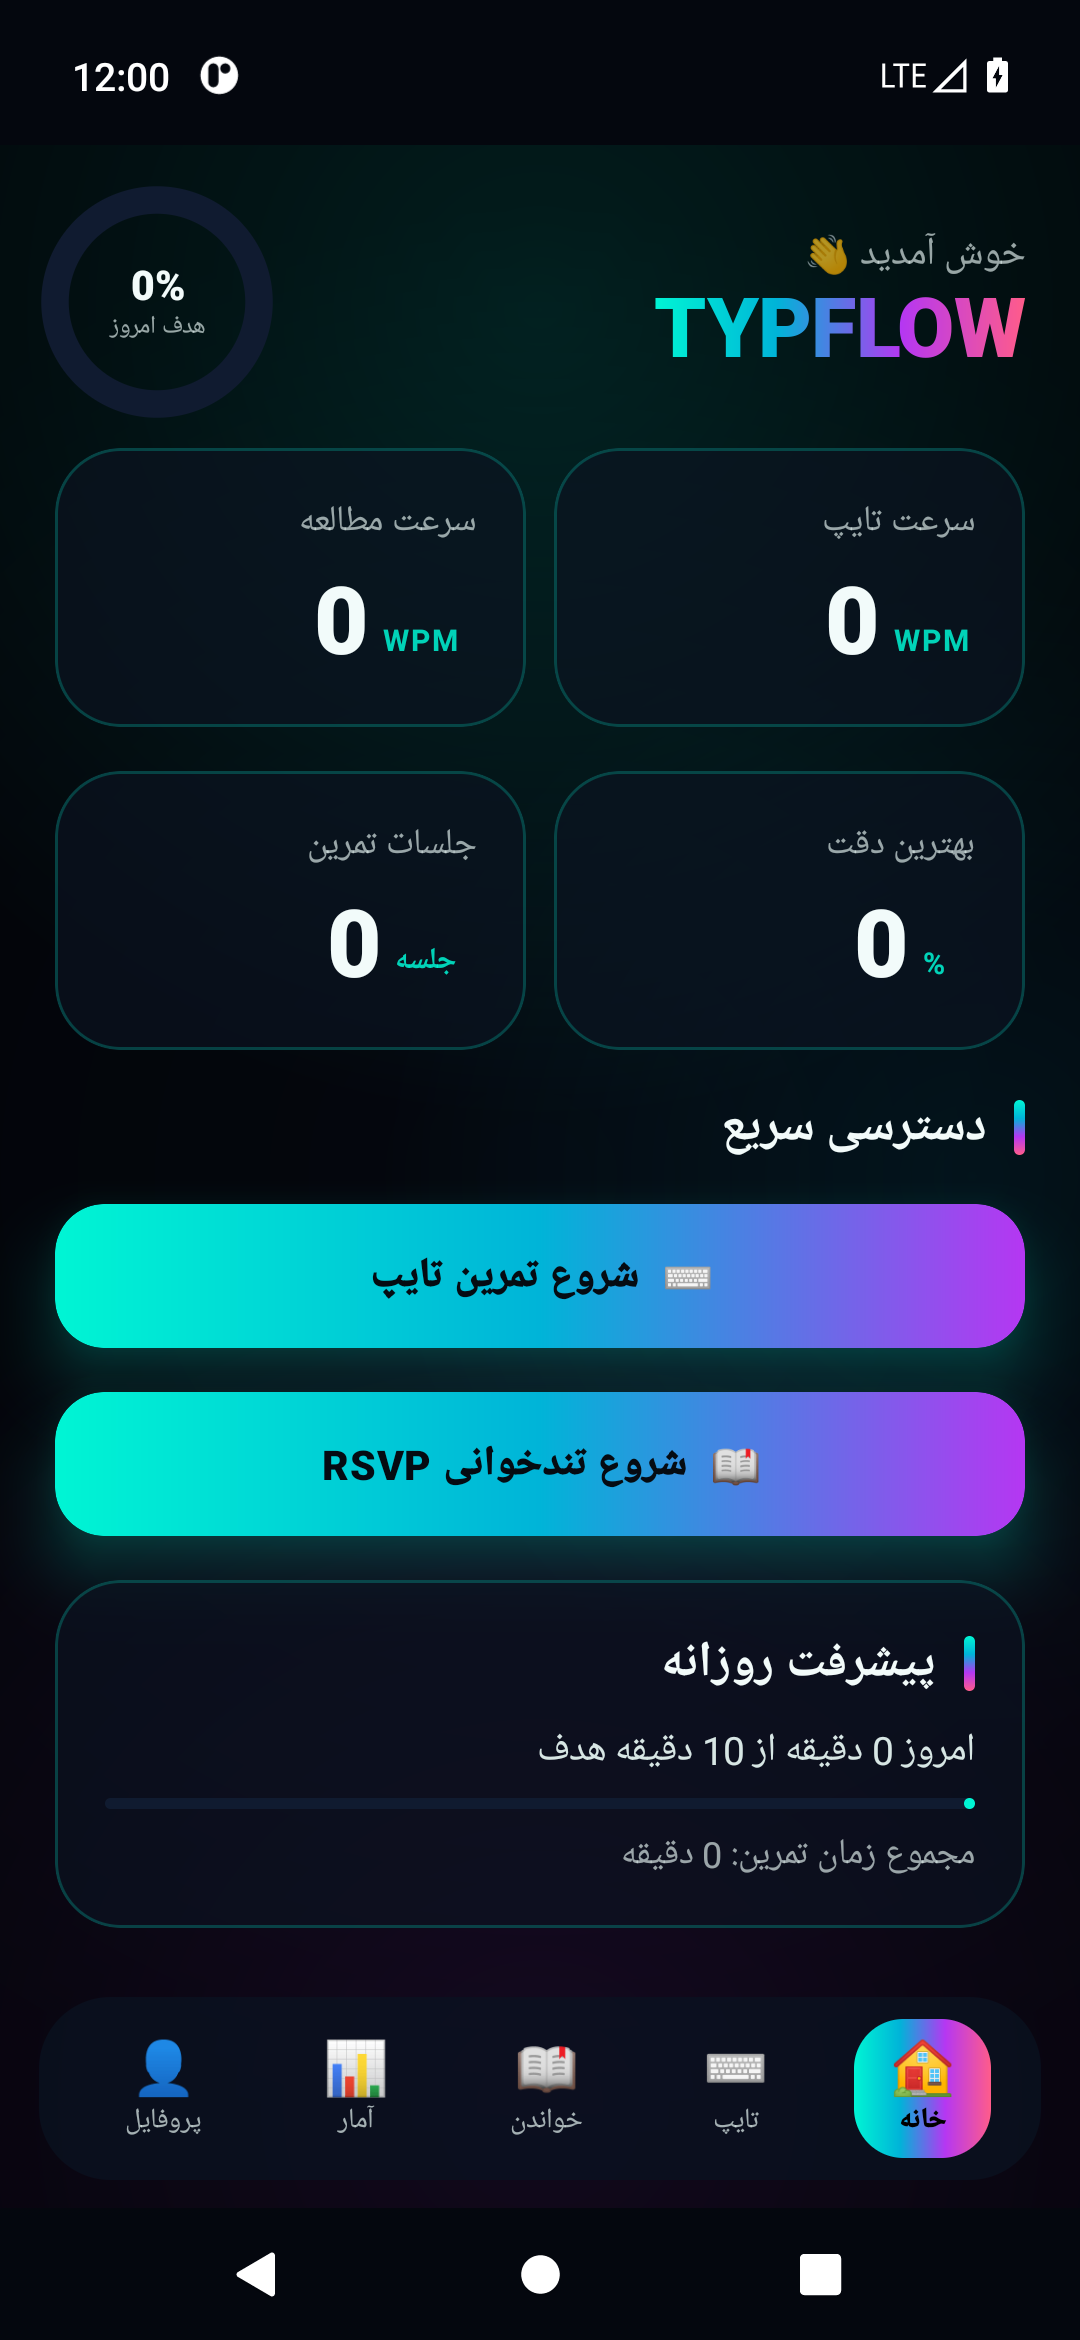 12:00
LTE
خوش آمدید 👋
TYPFLOW
0%
هدف امروز
سرعت تایپ
0 WPM
سرعت مطالعه
0 WPM
بهترین دقت
0 %
جلسات تمرین
0 جلسه
دسترسی سریع
⌨️ شروع تمرین تایپ
📖 شروع تندخوانی RSVP
پیشرفت روزانه
امروز 0 دقیقه از 10 دقیقه هدف
مجموع زمان تمرین: 0 دقیقه
خانه
تایپ
خواندن
آمار
پروفایل